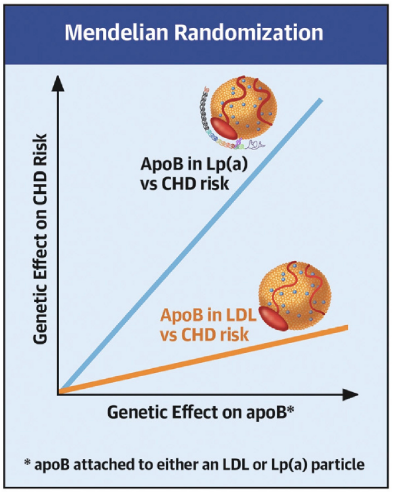 Mendelian Randomization
Genetic Effect on CHD Risk
ApoB in Lp(a)
vs CHD risk
ApoB in LDL
vs CHD risk
Genetic Effect on apoB*
* apoB attached to either an LDL or Lp(a) particle